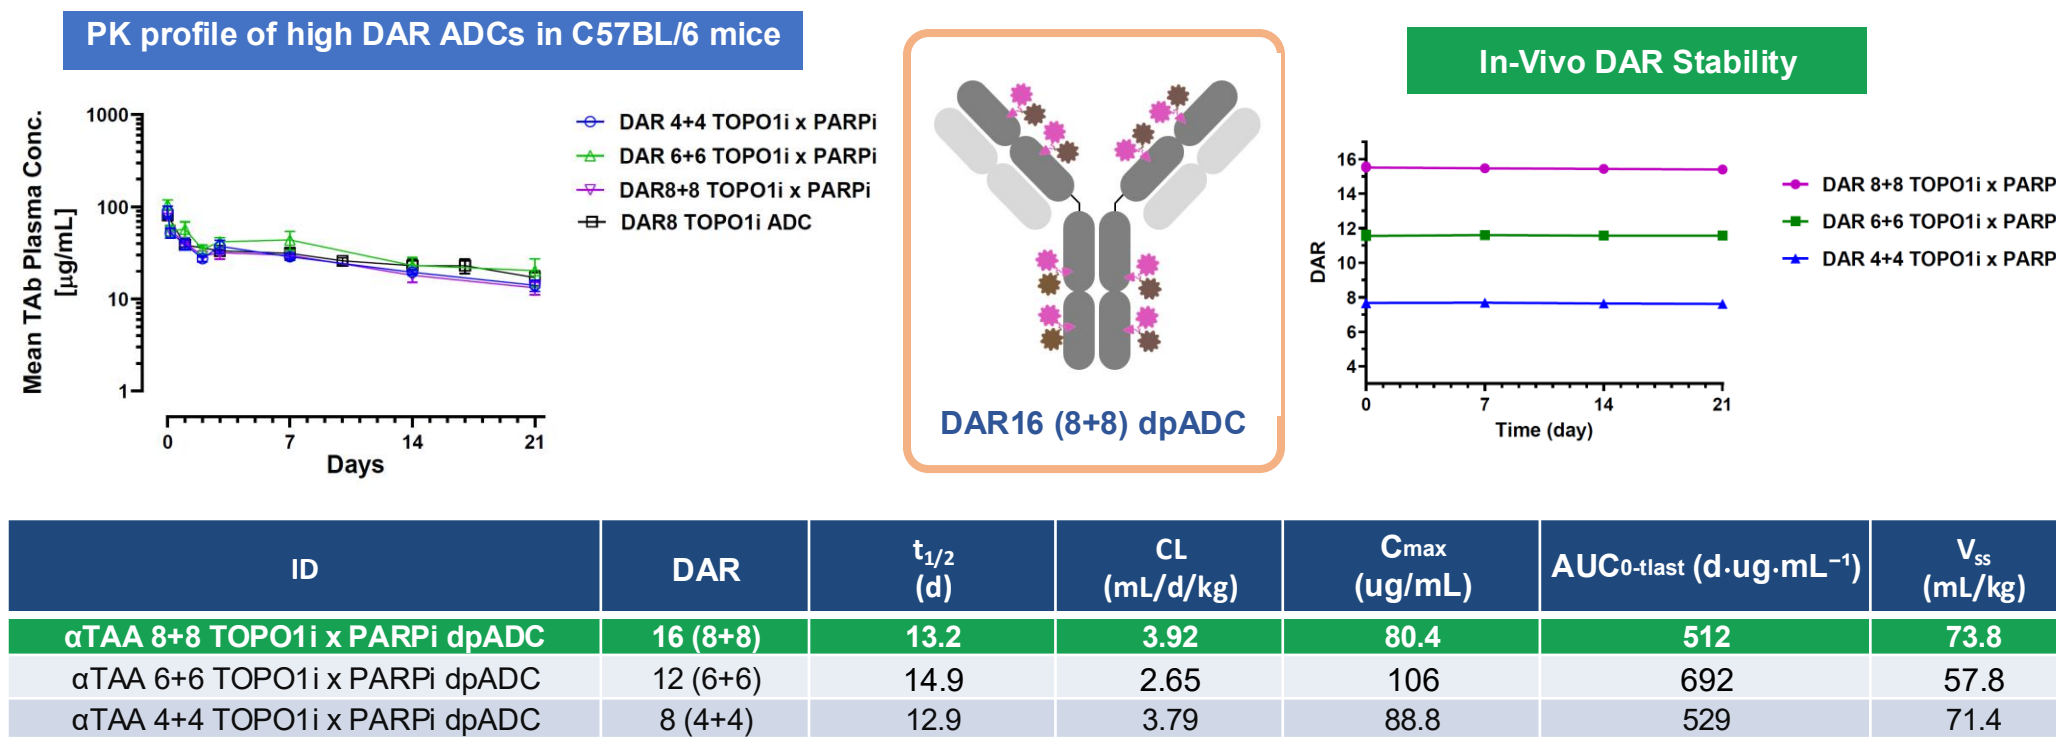 PK profile of high DAR ADCs in C57BL/6 mice
Mean TAb Plasma Conc.
[µg/mL]
1000
100
10
1
0 7 14 21
Days
DAR 4+4 TOPO1i x PARPi
DAR 6+6 TOPO1i x PARPi
DAR8+8 TOPO1i x PARPi
DAR8 TOPO1i ADC
DAR16 (8+8) dpADC
In-Vivo DAR Stability
DAR
16
14
12
10
8
6
4
0 7 14 21
Time (day)
DAR 8+8 TOPO1i x PARP
DAR 6+6 TOPO1i x PARP
DAR 4+4 TOPO1i x PARP
ID DAR t1/2 (d) CL (mL/d/kg) Cmax (ug/mL) AUC0-tlast (d·ug·mL⁻¹) Vss (mL/kg)
αTAA 8+8 TOPO1i x PARPi dpADC 16 (8+8) 13.2 3.92 80.4 512 73.8
αTAA 6+6 TOPO1i x PARPi dpADC 12 (6+6) 14.9 2.65 106 692 57.8
αTAA 4+4 TOPO1i x PARPi dpADC 8 (4+4) 12.9 3.79 88.8 529 71.4